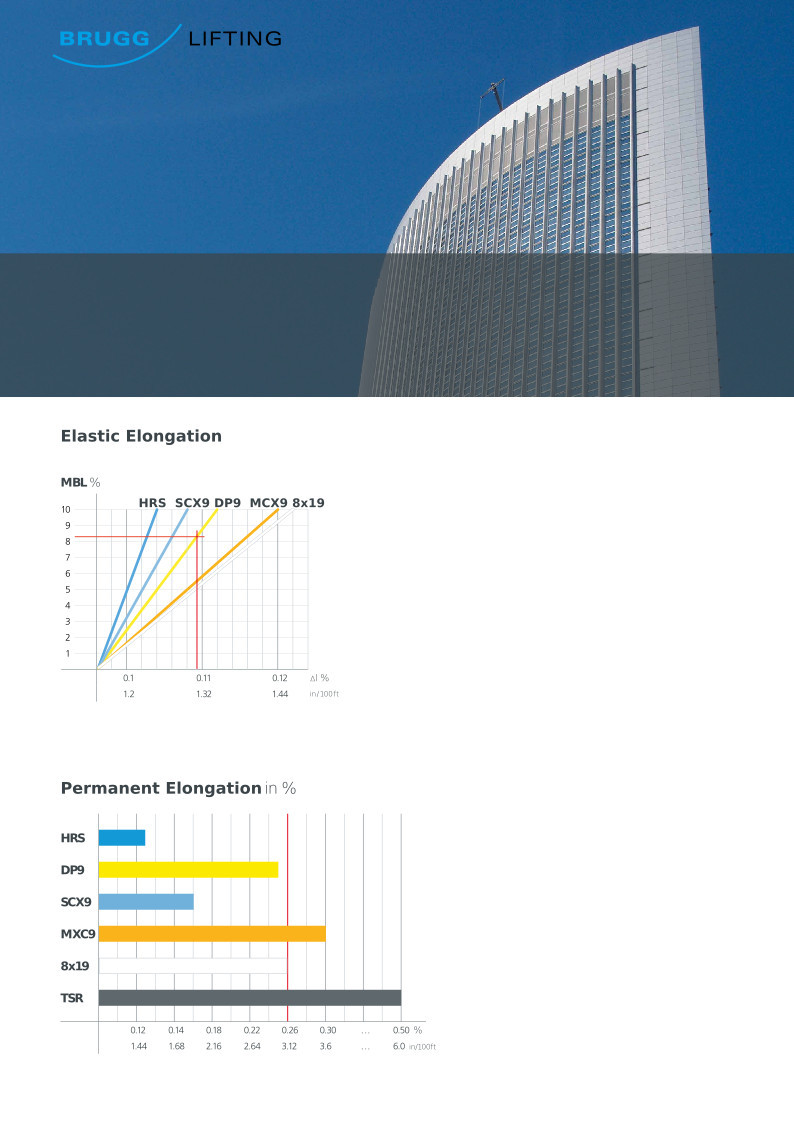 BRUGG LIFTING
Elastic Elongation
MBL %
HRS SCX9 DP9 MCX9 8x19
10
9
8
7
6
5
4
3
2
1
0.1 0.11 0.12 Δl %
1.2 1.32 1.44 in/100ft
Permanent Elongation in %
HRS
DP9
SCX9
MXC9
8x19
TSR
0.12 0.14 0.18 0.22 0.26 0.30 ... 0.50 %
1.44 1.68 2.16 2.64 3.12 3.6 ... 6.0 in/100ft